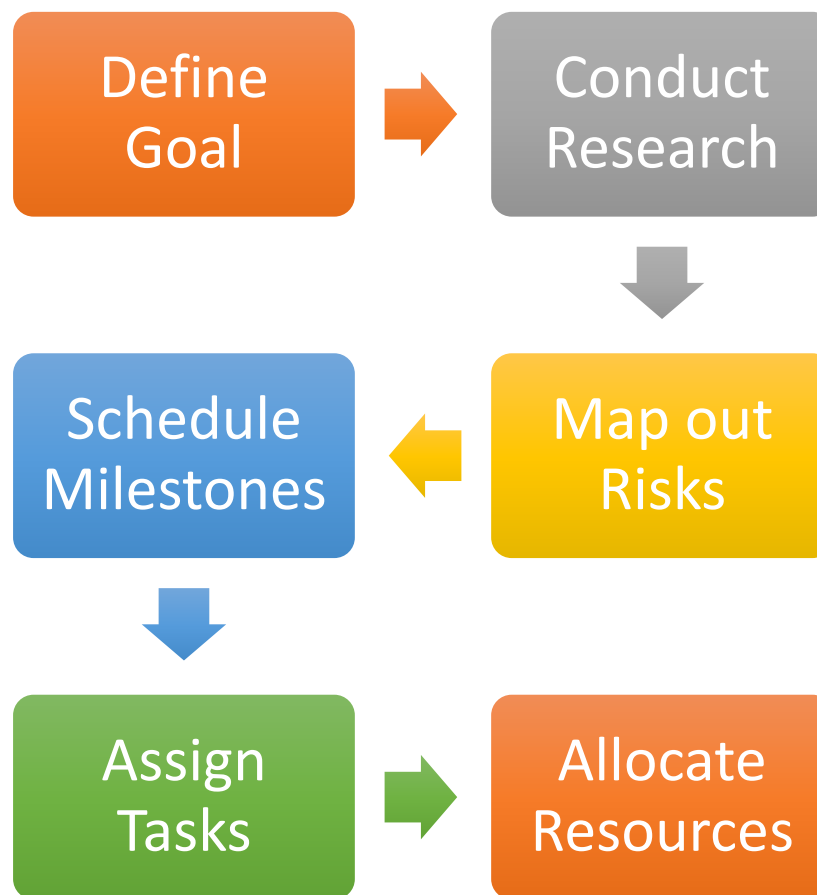 Define
Goal
Conduct
Research
Map out
Risks
Schedule
Milestones
Assign
Tasks
Allocate
Resources